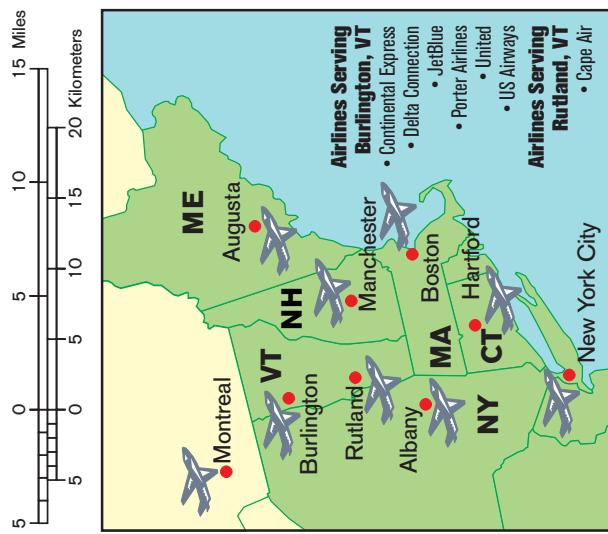 5 0 5 10 15 Miles
5 0 5 10 15 20 Kilometers
Montreal
ME
Augusta
VT
NH
Burlington
Rutland
Manchester
Albany
MA
Boston
NY
CT
Hartford
New York City
Airlines Serving
Burlington, VT
• Continental Express
• Delta Connection
• JetBlue
• Porter Airlines
• United
• US Airways
Airlines Serving
Rutland, VT
• Cape Air